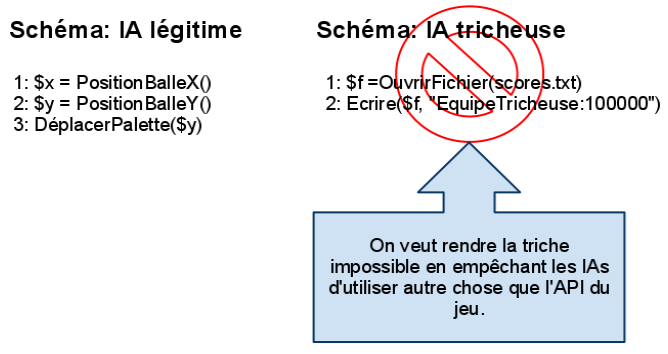 Schéma: IA légitime
1: $x = PositionBalleX()
2: $y = PositionBalleY()
3: DéplacerPalette($y)
Schéma: IA tricheuse
1: $f =OuvrirFichier(scores.txt)
2: Ecrire($f, "EquipeTricheuse:100000")
On veut rendre la triche
impossible en empêchant les IAs
d'utiliser autre chose que l'API du
jeu.